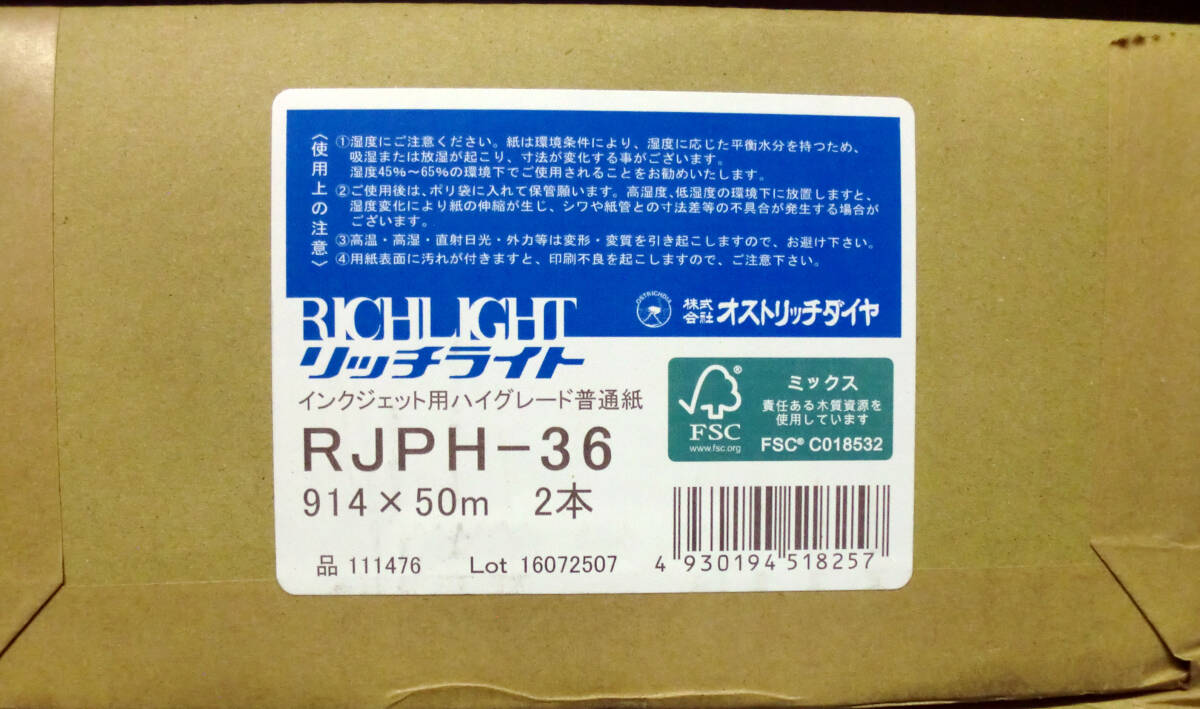 〈使用上の注意〉
①湿度にご注意ください。紙は環境条件により、湿度に応じた平衡水分を持つため、
吸湿または放湿が起こり、寸法が変化する事がございます。
湿度45%～65%の環境下でご使用されることをお勧めいたします。
②ご使用後は、ポリ袋に入れて保管願います。高湿度、低湿度の環境下に放置しますと、
湿度変化により紙の伸縮が生じ、シワや紙管との寸法差等の不具合が発生する場合が
ございます。
③高温・高湿・直射日光・外力等は変形・変質を引き起こしますので、お避け下さい。
④用紙表面に汚れが付きますと、印刷不良を起こしますので、ご注意下さい。
RICHLIGHT
OSTRICHDIA
株式会社 オストリッチダイヤ
リッチライト
インクジェット用ハイグレード普通紙
RJPH-36
914×50m 2本
FSC
www.fsc.org
ミックス
責任ある木質資源を
使用しています
FSC® C018532
品 111476 Lot 16072507
4 930194 518257